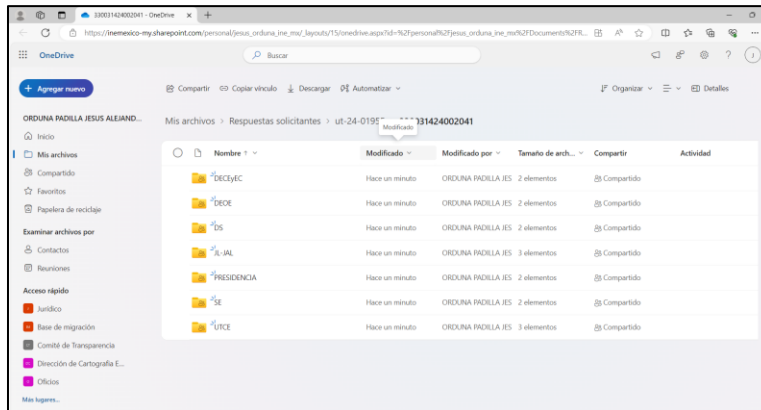 330031424002041 - OneDrive
https://inemexico-my.sharepoint.com/personal/jesus_orduna_ine_mx/_layouts/15/onedrive.aspx?id=%2Fpersonal%2Fjesus_orduna_ine_mx%2FDocuments%2FR...
OneDrive
Buscar
+ Agregar nuevo
Compartir
Copiar vínculo
Descargar
Automatizar
Organizar
Detalles
ORDUNA PADILLA JESUS ALEJAND...
Inicio
Mis archivos
Compartido
Favoritos
Papelera de reciclaje
Examinar archivos por
Contactos
Reuniones
Acceso rápido
Jurídico
Base de migración
Comité de Transparencia
Dirección de Cartografía E...
Oficios
Más lugares...
Mis archivos > Respuestas solicitantes >
Modificado
Nombre ↑ Modificado Modificado por Tamaño de arch... Compartir Actividad
DECEyEC Hace un minuto ORDUNA PADILLA JES 2 elementos Compartido
DEOE Hace un minuto ORDUNA PADILLA JES 2 elementos Compartido
DS Hace un minuto ORDUNA PADILLA JES 2 elementos Compartido
JL-JAL Hace un minuto ORDUNA PADILLA JES 3 elementos Compartido
PRESIDENCIA Hace un minuto ORDUNA PADILLA JES 2 elementos Compartido
SE Hace un minuto ORDUNA PADILLA JES 2 elementos Compartido
UTCE Hace un minuto ORDUNA PADILLA JES 3 elementos Compartido